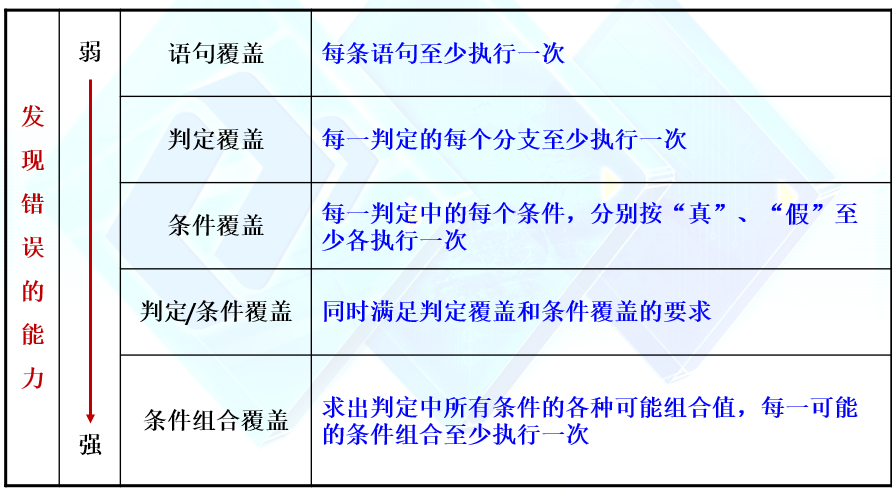 发现错误的能力
弱
强
语句覆盖
每条语句至少执行一次
判定覆盖
每一判定的每个分支至少执行一次
条件覆盖
每一判定中的每个条件，分别按“真”、“假”至
少各执行一次
判定/条件覆盖
同时满足判定覆盖和条件覆盖的要求
条件组合覆盖
求出判定中所有条件的各种可能组合值，每一可能
的条件组合至少执行一次